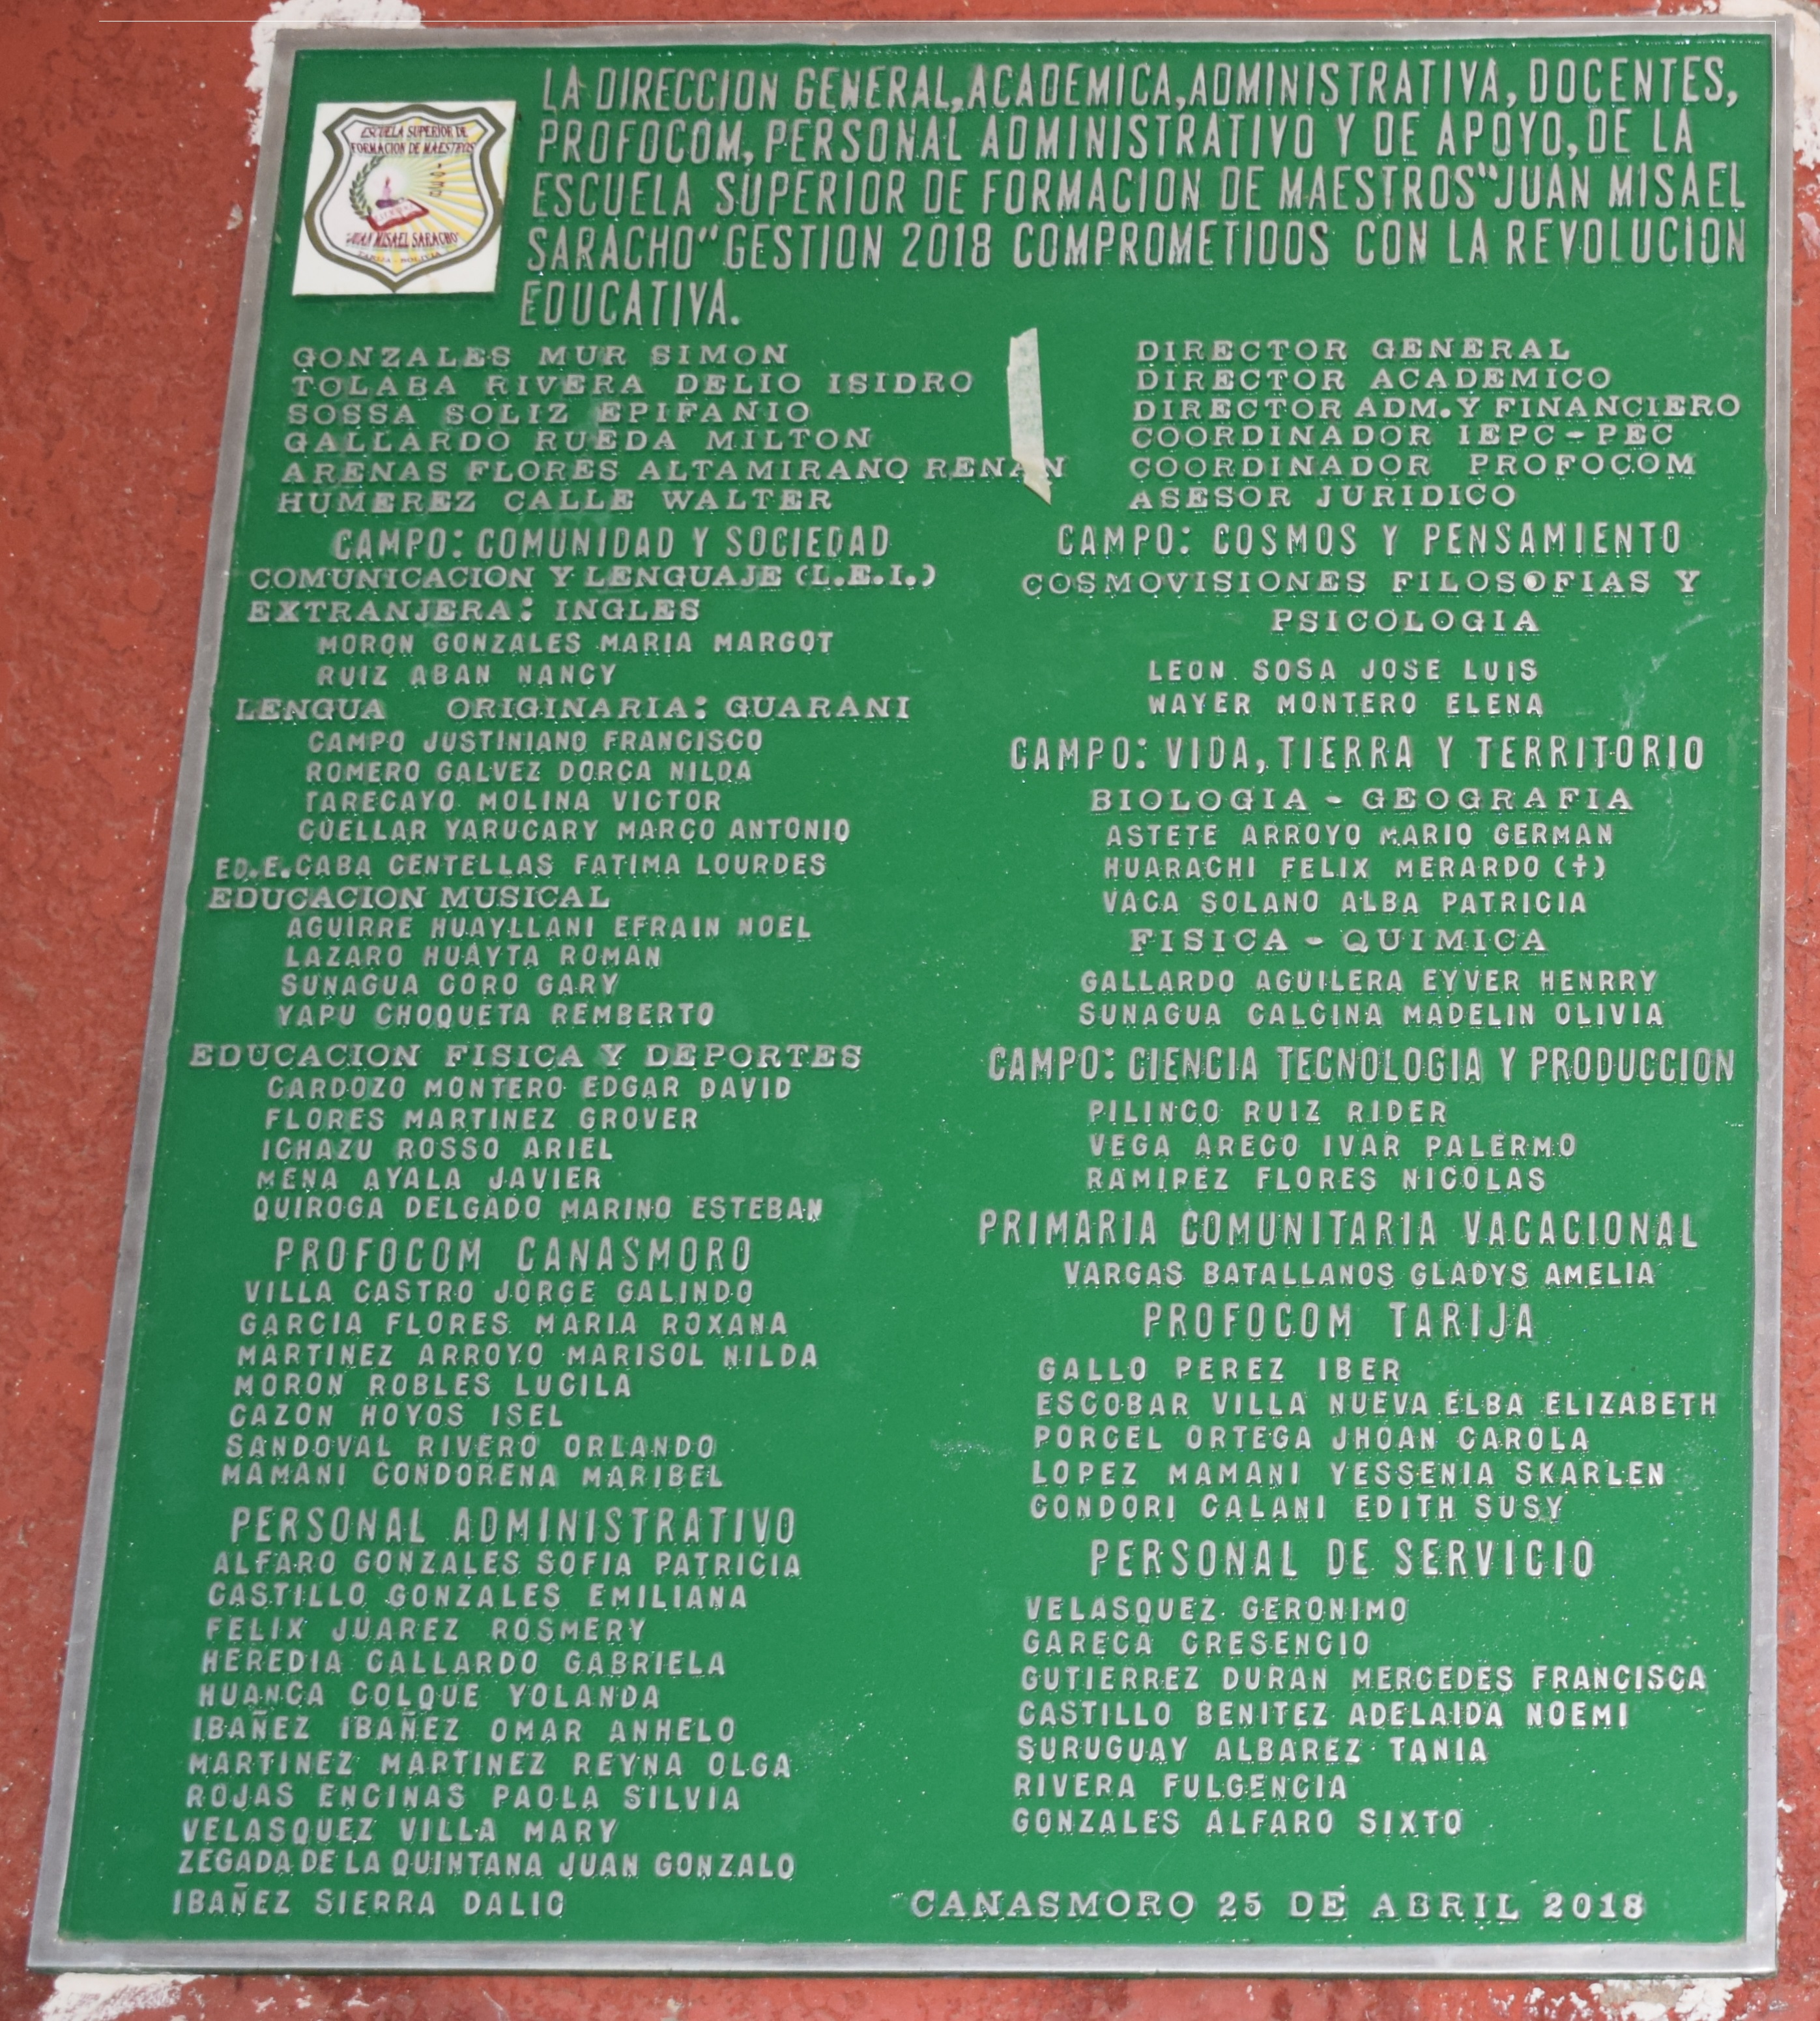 ESCUELA SUPERIOR DE
FORMACION DE MAESTROS
"JUAN MISAEL SARACHO"
TARIJA - BOLIVIA
LA DIRECCION GENERAL, ACADEMICA, ADMINISTRATIVA, DOCENTES,
PROFOCOM, PERSONAL ADMINISTRATIVO Y DE APOYO, DE LA
ESCUELA SUPERIOR DE FORMACION DE MAESTROS "JUAN MISAEL
SARACHO" GESTION 2018 COMPROMETIDOS CON LA REVOLUCION
EDUCATIVA.
GONZALES MUR SIMON DIRECTOR GENERAL
TOLABA RIVERA DELIO ISIDRO DIRECTOR ACADEMICO
SOSSA SOLIZ EPIFANIO DIRECTOR ADM. Y FINANCIERO
GALLARDO RUEDA MILTON COORDINADOR IEPC-PEC
ARENAS FLORES ALTAMIRANO RENAN COORDINADOR PROFOCOM
HUMEREZ CALLE WALTER ASESOR JURIDICO
CAMPO: COMUNIDAD Y SOCIEDAD
COMUNICACION Y LENGUAJE (L.E.I.)
EXTRANJERA: INGLES
MORON GONZALES MARIA MARGOT
RUIZ ABAN NANCY
LENGUA ORIGINARIA: GUARANI
CAMPO JUSTINIANO FRANCISCO
ROMERO GALVEZ DORCA NILDA
TARECAYO MOLINA VICTOR
CUELLAR YARUCARY MARCO ANTONIO
ED.E. CABA CENTELLAS FATIMA LOURDES
EDUCACION MUSICAL
AGUIRRE HUAYLLANI EFRAIN NOEL
LAZARO HUAYTA ROMAN
SUNAGUA CORO GARY
YAPU CHOQUETA REMBERTO
EDUCACION FISICA Y DEPORTES
CARDOZO MONTERO EDGAR DAVID
FLORES MARTINEZ GROVER
ICHAZU ROSSO ARIEL
MENA AYALA JAVIER
QUIROGA DELGADO MARINO ESTEBAN
PROFOCOM CANASMORO
VILLA CASTRO JORGE GALINDO
GARCIA FLORES MARIA ROXANA
MARTINEZ ARROYO MARISOL NILDA
MORON ROBLES LUCILA
CAZON HOYOS ISEL
SANDOVAL RIVERO ORLANDO
MAMANI CONDORENA MARIBEL
PERSONAL ADMINISTRATIVO
ALFARO GONZALES SOFIA PATRICIA
CASTILLO GONZALES EMILIANA
FELIX JUAREZ ROSMERY
HEREDIA GALLARDO GABRIELA
HUANCA COLQUE YOLANDA
IBAÑEZ IBAÑEZ OMAR ANHELO
MARTINEZ MARTINEZ REYNA OLGA
ROJAS ENCINAS PAOLA SILVIA
VELASQUEZ VILLA MARY
ZEGADA DE LA QUINTANA JUAN GONZALO
IBAÑEZ SIERRA DALIO
CAMPO: COSMOS Y PENSAMIENTO
COSMOVISIONES FILOSOFIAS Y
PSICOLOGIA
LEON SOSA JOSE LUIS
WAYER MONTERO ELENA
CAMPO: VIDA, TIERRA Y TERRITORIO
BIOLOGIA - GEOGRAFIA
ASTETE ARROYO MARIO GERMAN
HUARACHI FELIX MERARDO (†)
VACA SOLANO ALBA PATRICIA
FISICA - QUIMICA
GALLARDO AGUILERA EYVER HENRRY
SUNAGUA CALCINA MADELIN OLIVIA
CAMPO: CIENCIA TECNOLOGIA Y PRODUCCION
PILINCO RUIZ RIDER
VEGA ARECO IVAR PALERMO
RAMIREZ FLORES NICOLAS
PRIMARIA COMUNITARIA VACACIONAL
VARGAS BATALLANOS GLADYS AMELIA
PROFOCOM TARIJA
GALLO PEREZ IBER
ESCOBAR VILLA NUEVA ELBA ELIZABETH
PORCEL ORTEGA JHOAN CAROLA
LOPEZ MAMANI YESSENIA SKARLEN
CONDORI CALANI EDITH SUSY
PERSONAL DE SERVICIO
VELASQUEZ GERONIMO
GARECA CRESENCIO
GUTIERREZ DURAN MERCEDES FRANCISCA
CASTILLO BENITEZ ADELAIDA NOEMI
SURUGUAY ALBAREZ TANIA
RIVERA FULGENCIA
GONZALES ALFARO SIXTO
CANASMORO 25 DE ABRIL 2018